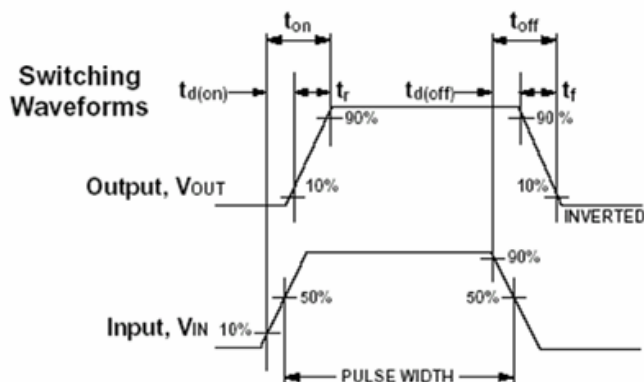 ton toff
Switching
Waveforms
td(on) tr td(off) tf
90% 90%
Output, VOUT 10% 10%
INVERTED
90%
50% 50%
Input, VIN 10%
PULSE WIDTH